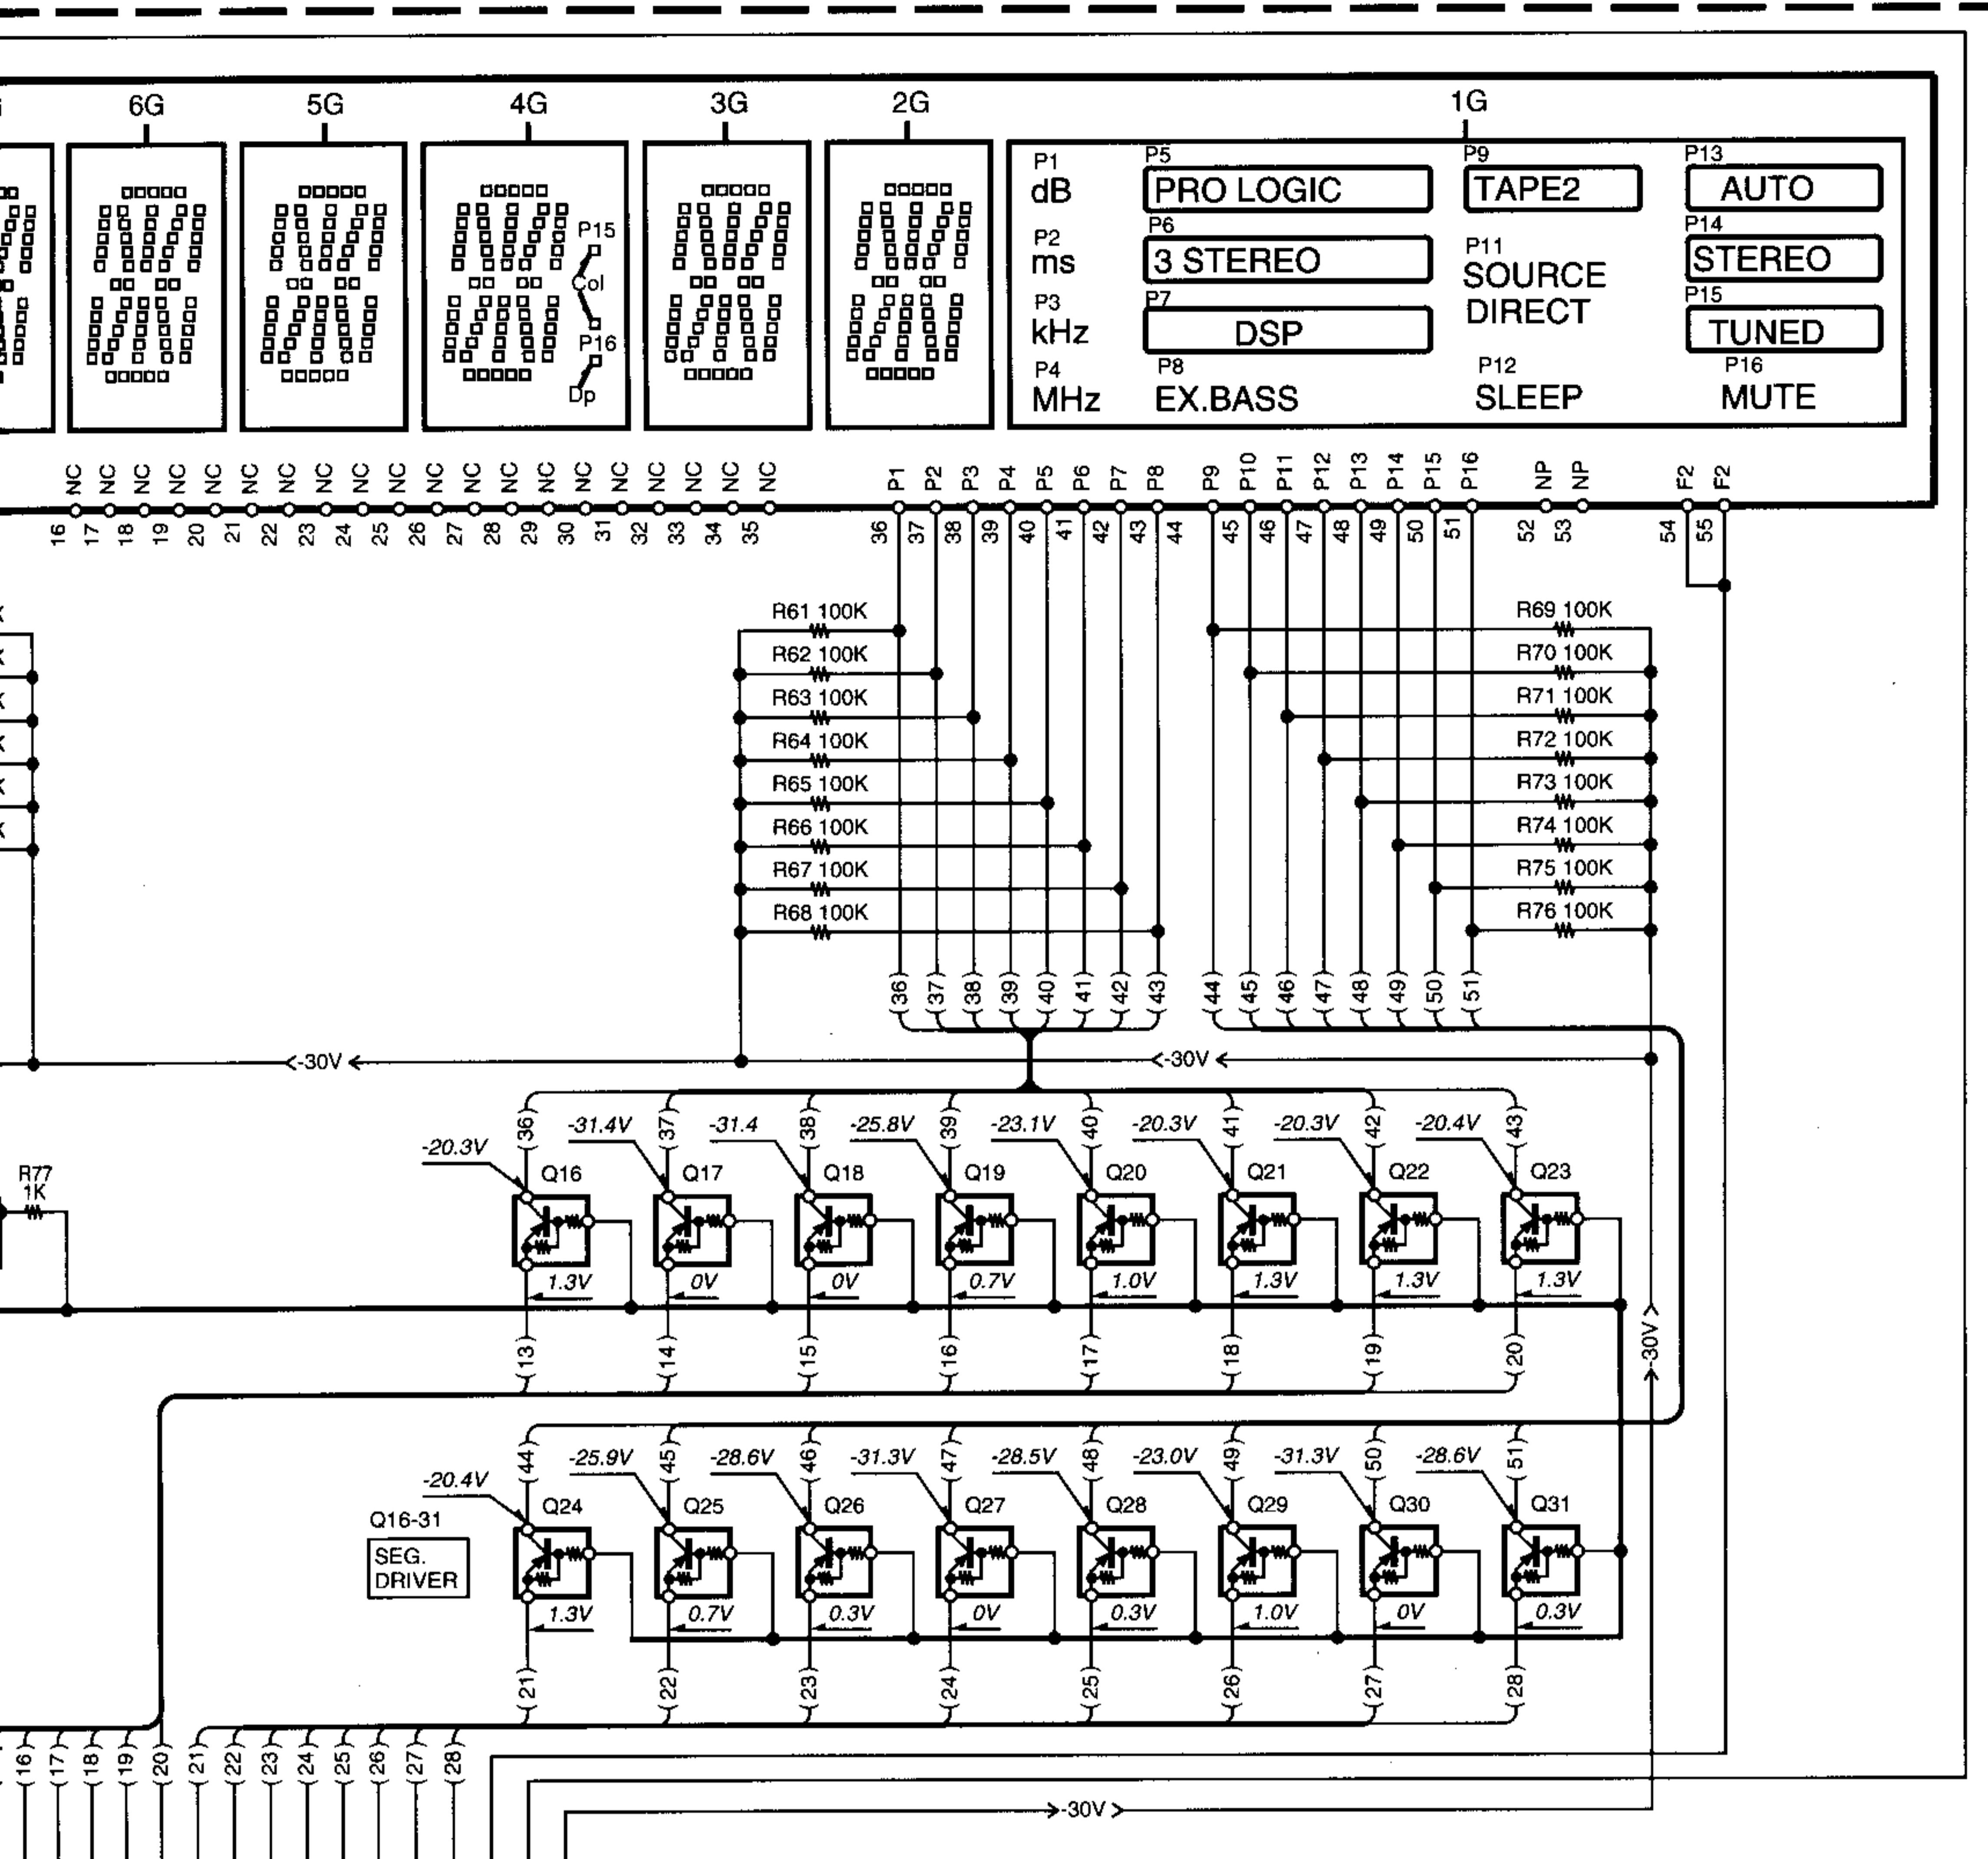 6G 5G 4G 3G 2G 1G
P1 P5 P9 P13
dB PRO LOGIC TAPE2 AUTO
P15
P2 P6 P11 P14
ms 3 STEREO SOURCE DIRECT STEREO
Col
P3 P7 P15
kHz DSP TUNED
P16
P4 P8 P12 P16
MHz EX.BASS SLEEP MUTE
Dp
NC NC NC NC NC NC NC NC NC NC NC NC NC NC NC NC NC NC NC NC P1 P2 P3 P4 P5 P6 P7 P8 P9 P10 P11 P12 P13 P14 P15 P16 NP NP F2 F2
16 17 18 19 20 21 22 23 24 25 26 27 28 29 30 31 32 33 34 35 36 37 38 39 40 41 42 43 44 45 46 47 48 49 50 51 52 53 54 55
R61 100K R69 100K
R62 100K R70 100K
R63 100K R71 100K
R64 100K R72 100K
R65 100K R73 100K
R66 100K R74 100K
R67 100K R75 100K
R68 100K R76 100K
(36) (37) (38) (39) (40) (41) (42) (43) (44) (45) (46) (47) (48) (49) (50) (51)
-30V -30V
(36) (37) (38) (39) (40) (41) (42) (43)
-20.3V -31.4V -31.4 -25.8V -23.1V -20.3V -20.3V -20.4V
R77
1K
Q16 Q17 Q18 Q19 Q20 Q21 Q22 Q23
1.3V 0V 0V 0.7V 1.0V 1.3V 1.3V 1.3V
-30V
(13) (14) (15) (16) (17) (18) (19) (20)
(44) (45) (46) (47) (48) (49) (50) (51)
-20.4V -25.9V -28.6V -31.3V -28.5V -23.0V -31.3V -28.6V
Q24 Q25 Q26 Q27 Q28 Q29 Q30 Q31
Q16-31
SEG.
DRIVER
1.3V 0.7V 0.3V 0V 0.3V 1.0V 0V 0.3V
(21) (22) (23) (24) (25) (26) (27) (28)
(16) (17) (18) (19) (20) (21) (22) (23) (24) (25) (26) (27) (28)
-30V